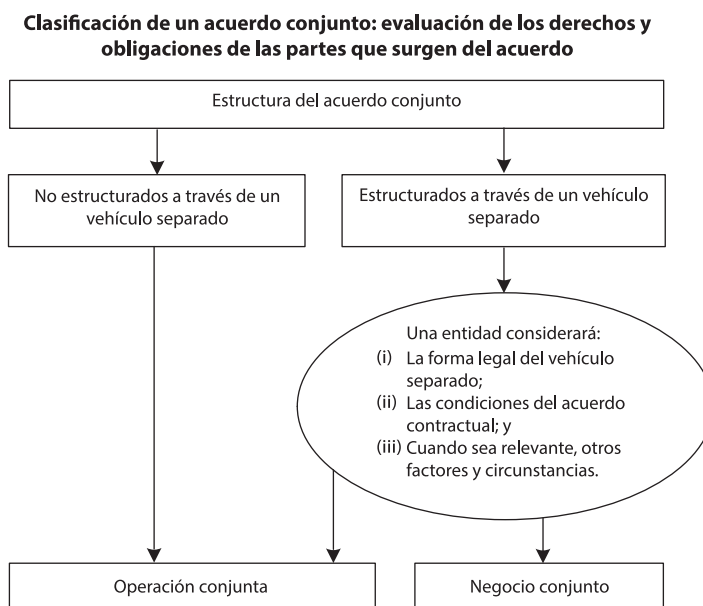 Clasificación de un acuerdo conjunto: evaluación de los derechos y
obligaciones de las partes que surgen del acuerdo
Estructura del acuerdo conjunto
No estructurados a través de un
vehículo separado
Estructurados a través de un vehículo
separado
Una entidad considerará:
(i) La forma legal del vehículo
separado;
(ii) Las condiciones del acuerdo
contractual; y
(iii) Cuando sea relevante, otros
factores y circunstancias.
Operación conjunta
Negocio conjunto